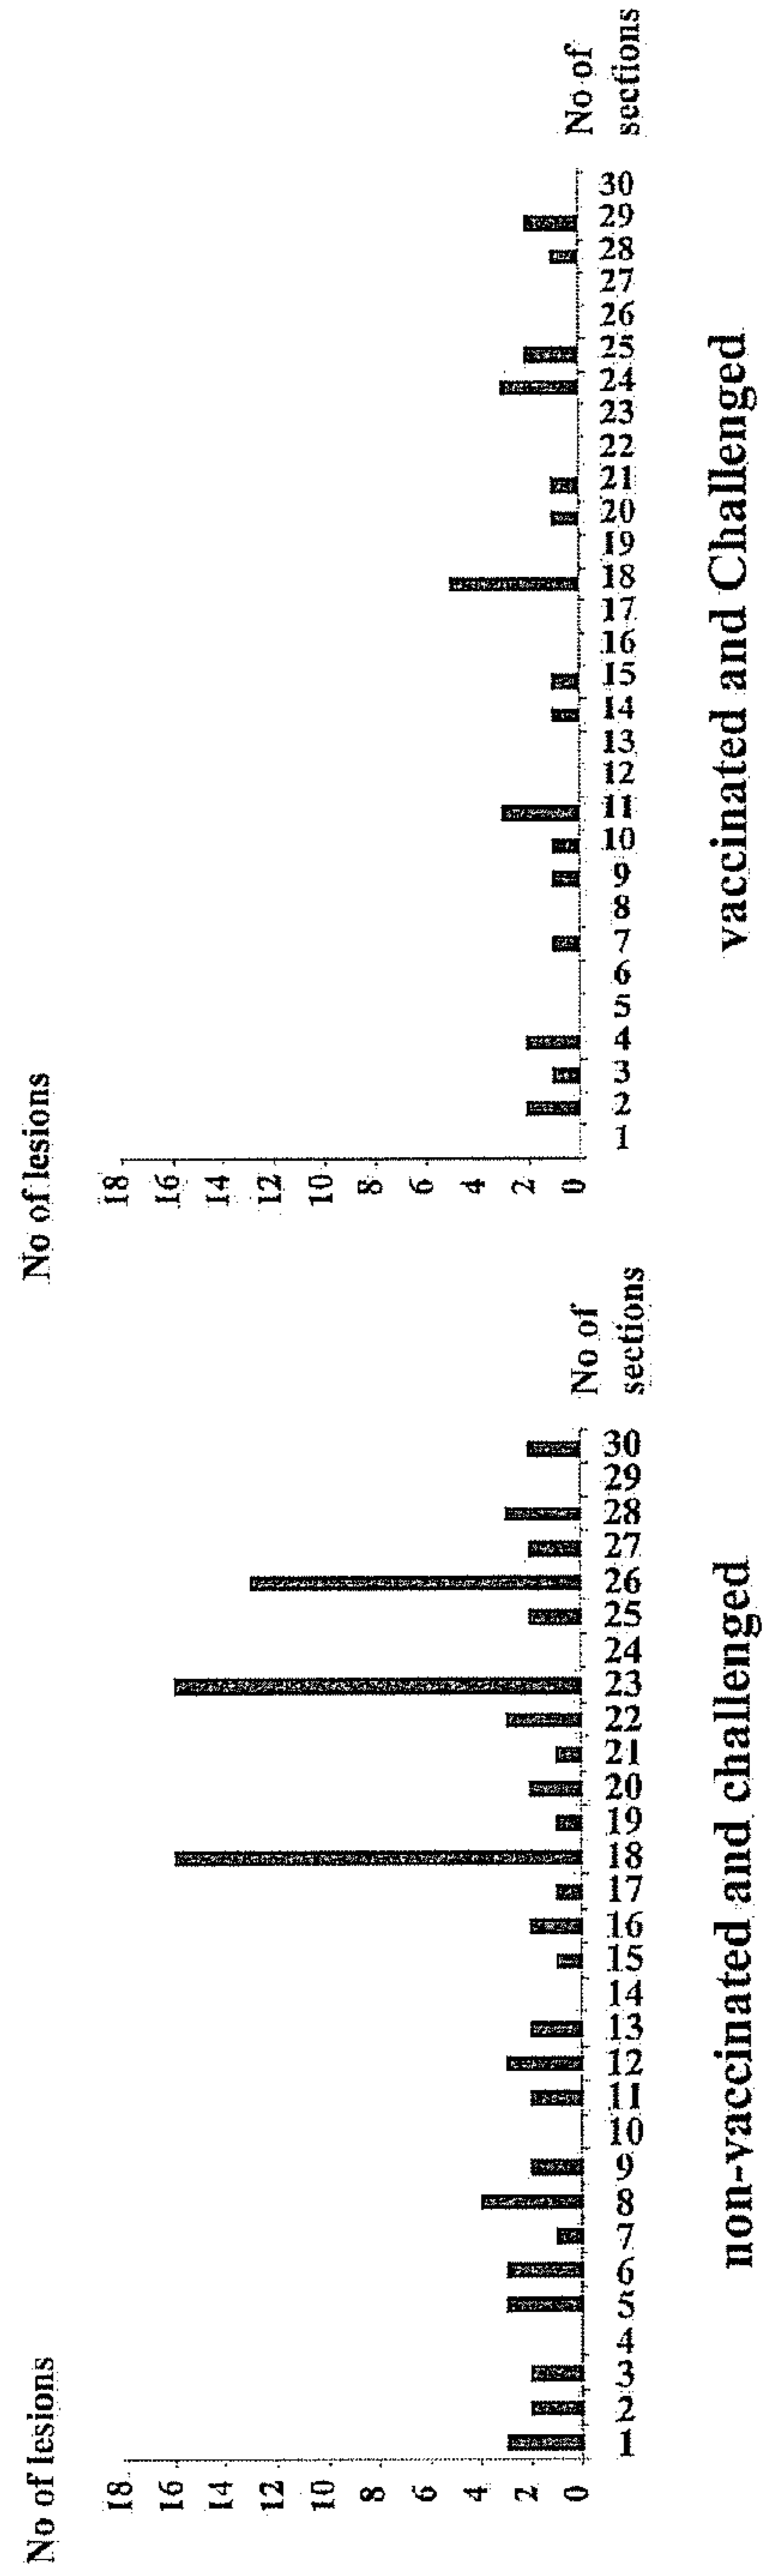 No of lesions
18
16
14
12
10
8
6
4
2
0
1 2 3 4 5 6 7 8 9 10 11 12 13 14 15 16 17 18 19 20 21 22 23 24 25 26 27 28 29 30
No of
sections
non-vaccinated and challenged
No of lesions
18
16
14
12
10
8
6
4
2
0
1 2 3 4 5 6 7 8 9 10 11 12 13 14 15 16 17 18 19 20 21 22 23 24 25 26 27 28 29 30
No of
sections
vaccinated and Challenged